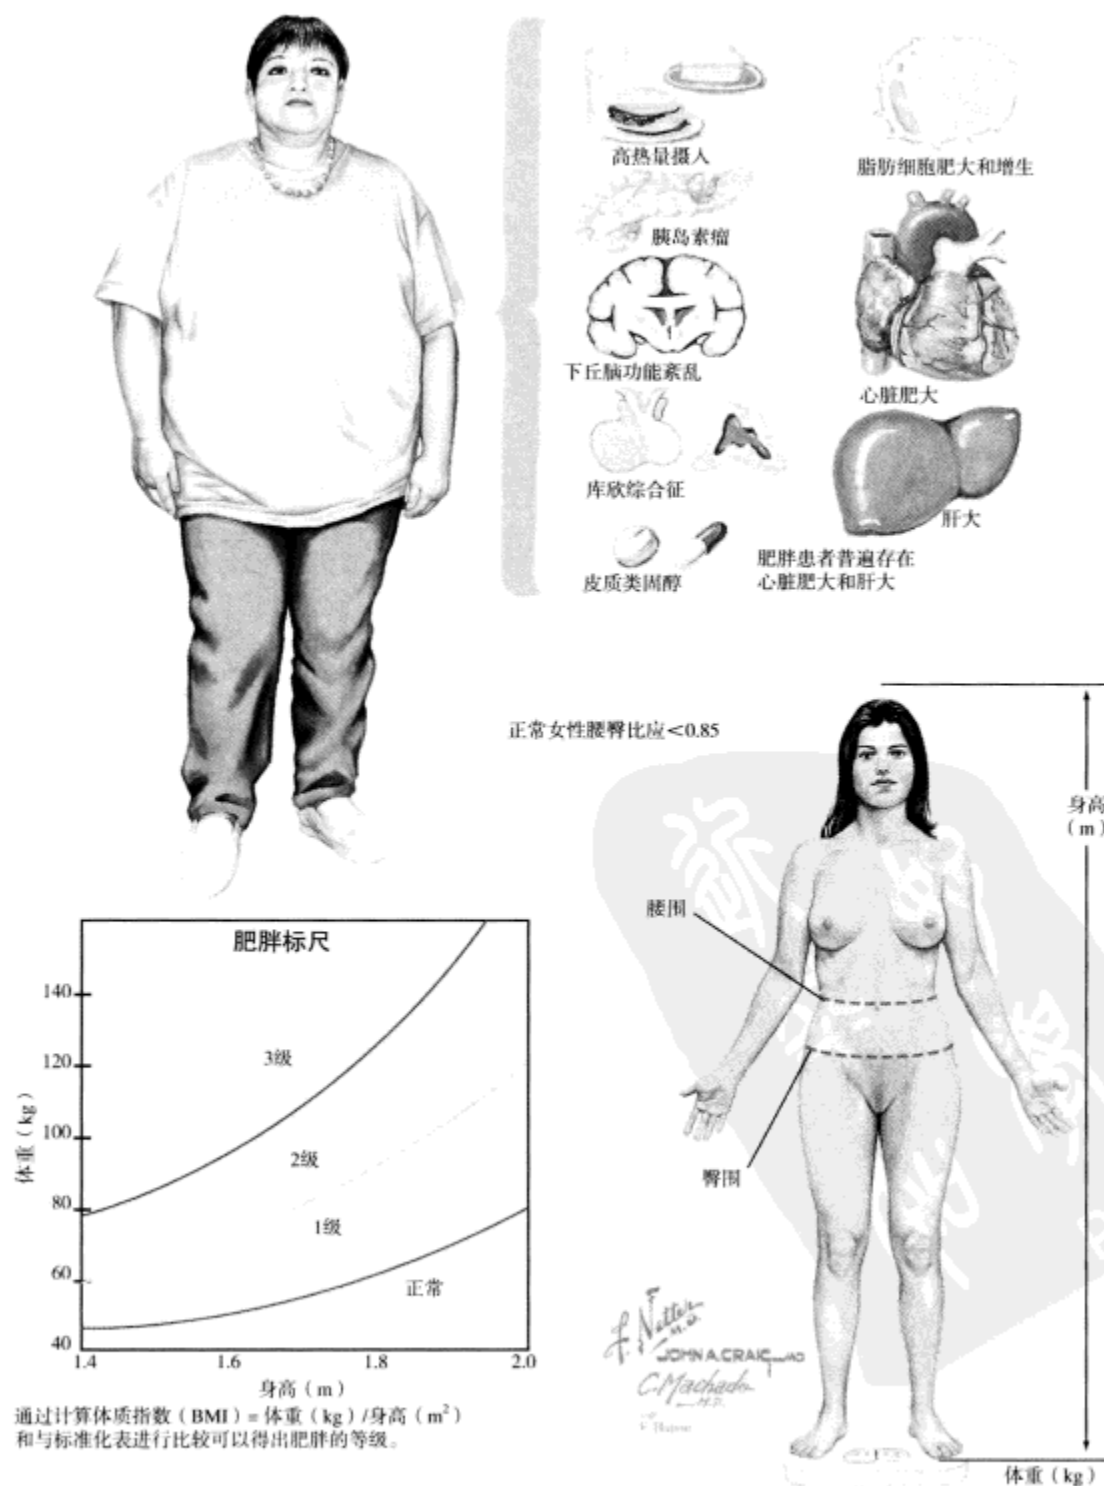 高热量摄入
脂肪细胞肥大和增生
胰岛素瘤
下丘脑功能紊乱
心脏肥大
库欣综合征
肝大
皮质类固醇
肥胖患者普遍存在
心脏肥大和肝大
正常女性腰臀比应<0.85
身高
(m)
腰围
臀围
体重(kg)
肥胖标尺
体重(kg)
140
120
100
80
60
40
3级
2级
1级
正常
1.4
1.6
1.8
2.0
身高(m)
通过计算体质指数(BMI)= 体重(kg)/身高(m²)
和与标准化表进行比较可以得出肥胖的等级。
F. Netter
M.D.
JOHN A. CRAIG MD
C. Machado
M.D.